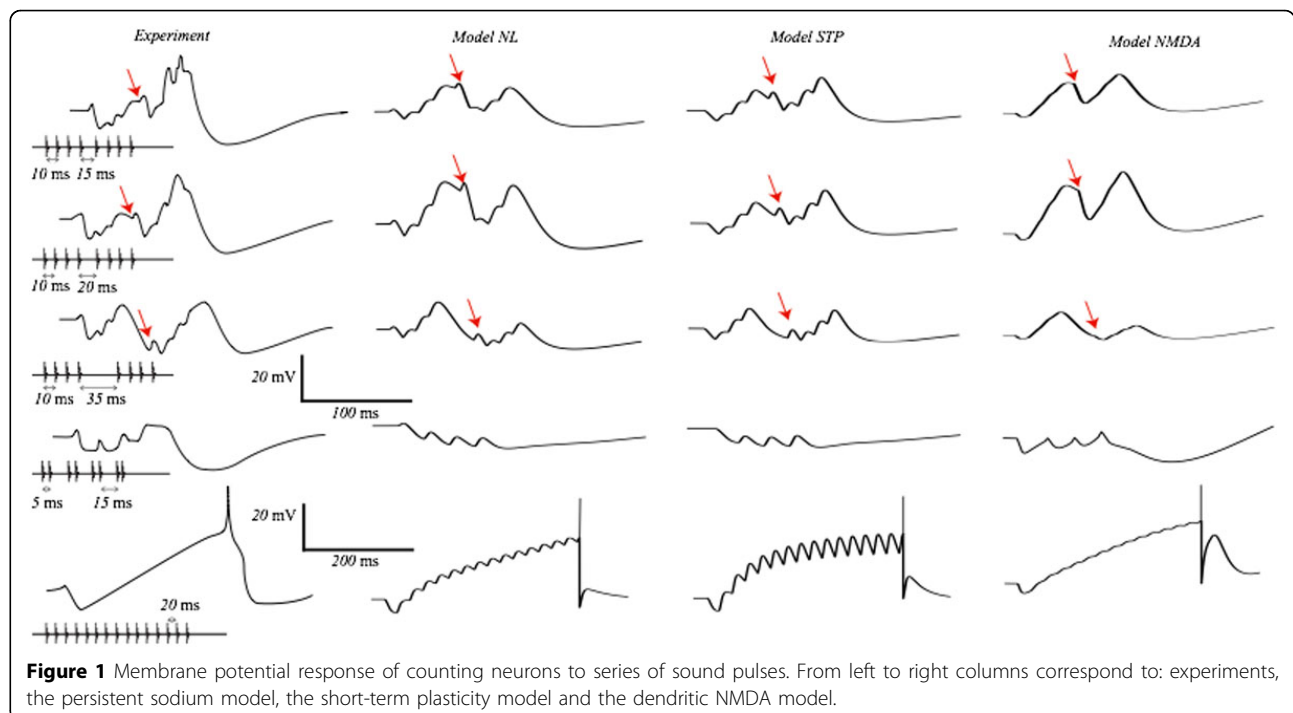 Experiment
Model NL
Model STP
Model NMDA
10 ms 15 ms
10 ms 20 ms
10 ms 35 ms
20 mV
100 ms
5 ms 15 ms
20 mV
200 ms
20 ms
Figure 1 Membrane potential response of counting neurons to series of sound pulses. From left to right columns correspond to: experiments,
the persistent sodium model, the short-term plasticity model and the dendritic NMDA model.